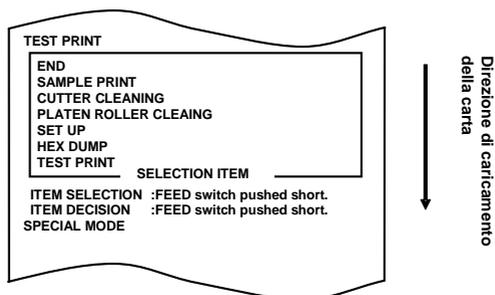 TEST PRINT
END
SAMPLE PRINT
CUTTER CLEANING
PLATEN ROLLER CLEAING
SET UP
HEX DUMP
TEST PRINT
SELECTION ITEM
ITEM SELECTION :FEED switch pushed short.
ITEM DECISION :FEED switch pushed short.
SPECIAL MODE
Direzione di caricamento
della carta